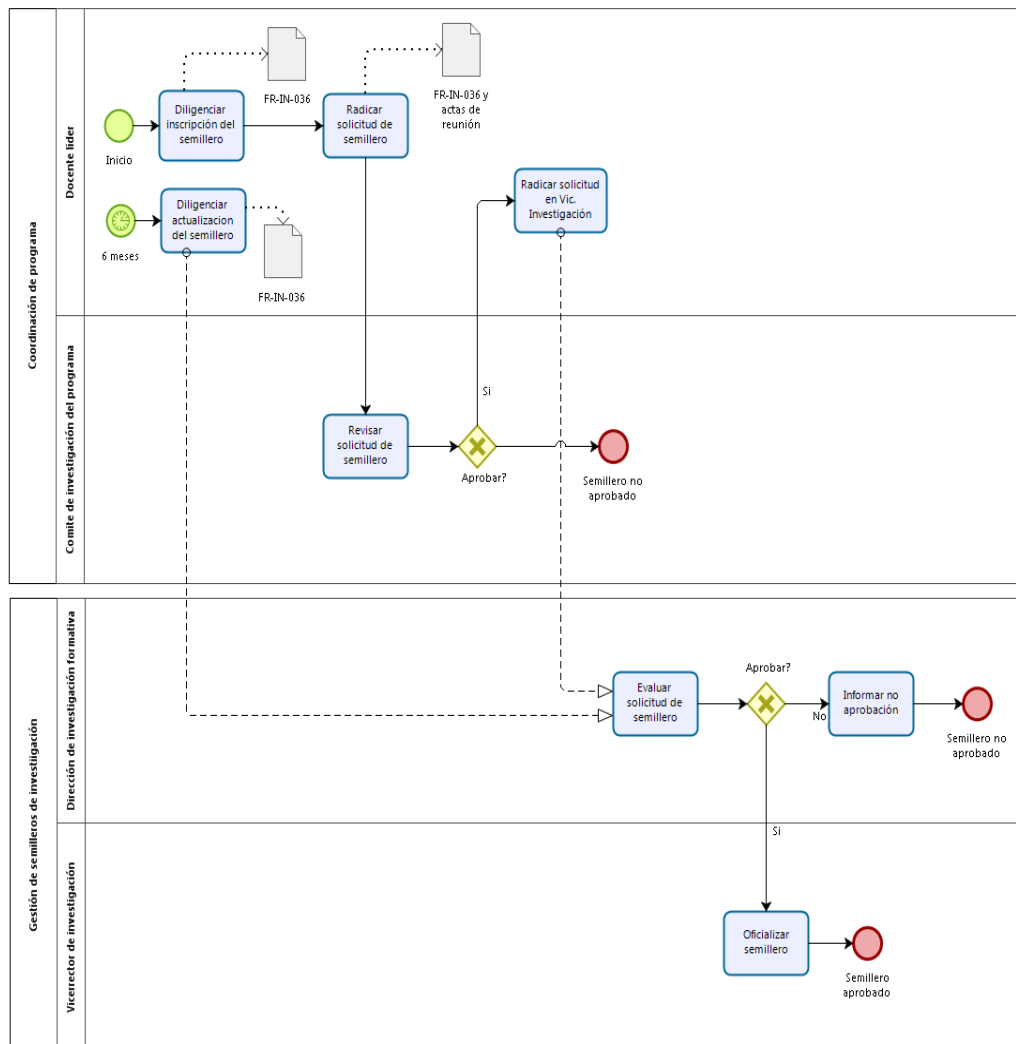 Coordinación de programa
Docente líder
Inicio
Diligenciar
inscripción del
semillero
FR-IN-036
Radicar
solicitud de
semillero
FR-IN-036 y
actas de
reunión
6 meses
Diligenciar
actualizacion
del semillero
FR-IN-036
Radicar solicitud
en Vic.
Investigación
Comite de investigación del programa
Revisar
solicitud de
semillero
Si
Aprobar?
Semillero no
aprobado
Gestión de semilleros de investiigación
Dirección de investigación formativa
Evaluar
solicitud de
semillero
Aprobar?
No
Informar no
aprobación
Semillero no
aprobado
Si
Vicerrector de investigación
Oficializar
semillero
Semillero
aprobado